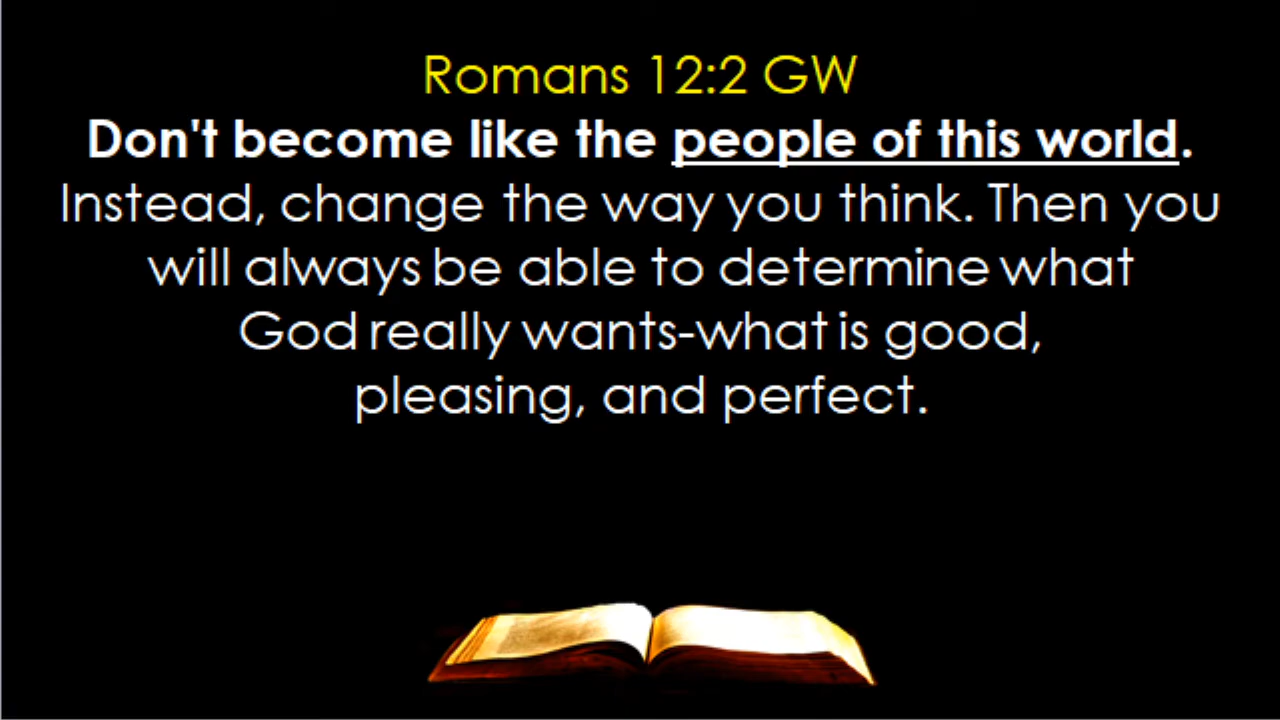 Romans 12:2 GW
Don't become like the people of this world.
Instead, change the way you think. Then you
will always be able to determine what
God really wants-what is good,
pleasing, and perfect.